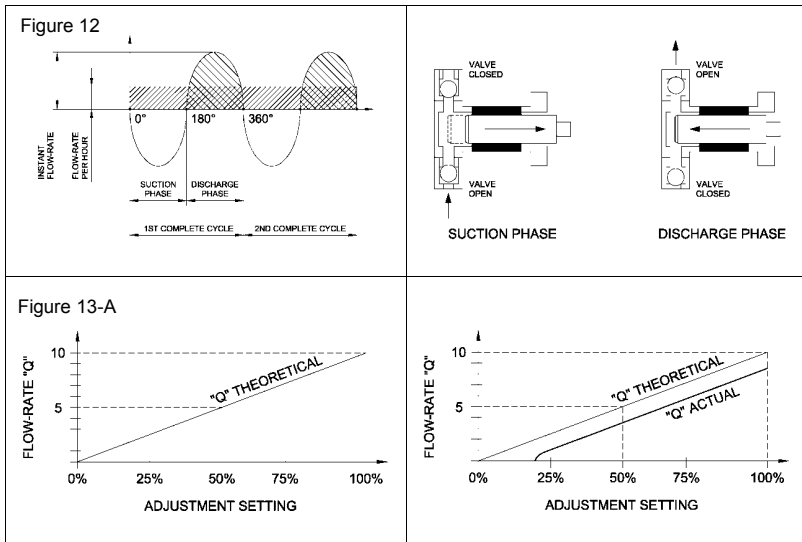 Figure 12
INSTANT
FLOW-RATE
FLOW-RATE
PER HOUR
0°
180°
360°
SUCTION
PHASE
DISCHARGE
PHASE
1ST COMPLETE CYCLE
2ND COMPLETE CYCLE
VALVE
CLOSED
VALVE
OPEN
SUCTION PHASE
VALVE
OPEN
VALVE
CLOSED
DISCHARGE PHASE
Figure 13-A
FLOW-RATE "Q"
10
5
"Q" THEORETICAL
0%
25%
50%
75%
100%
ADJUSTMENT SETTING
FLOW-RATE "Q"
10
5
"Q" THEORETICAL
"Q" ACTUAL
0%
25%
50%
75%
100%
ADJUSTMENT SETTING